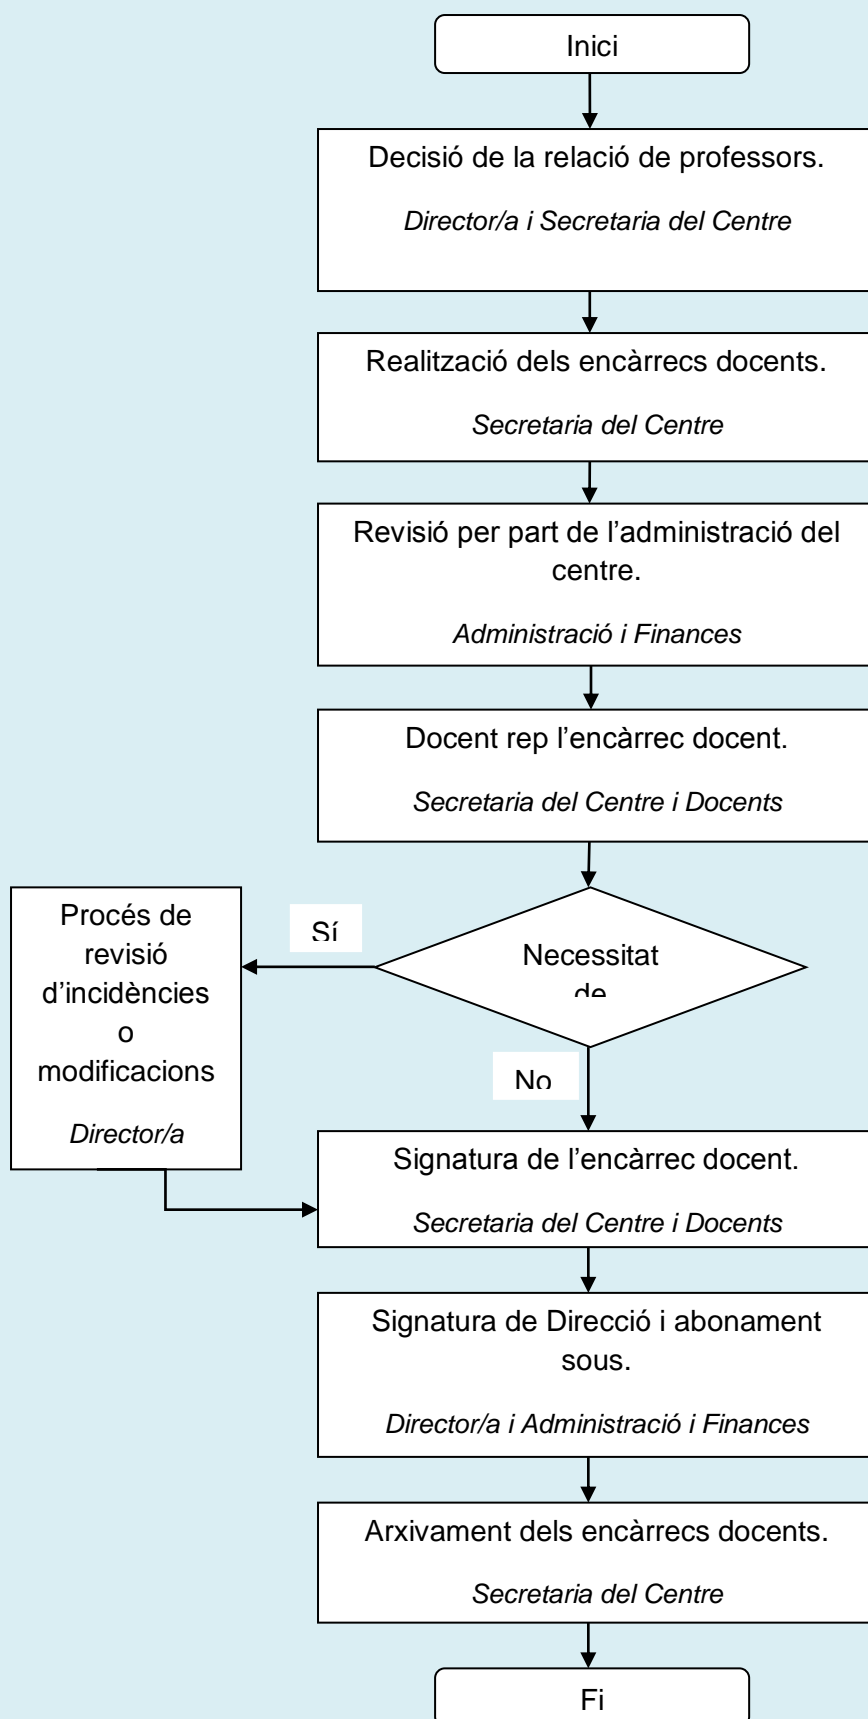 Inici
Decisió de la relació de professors.
Director/a i Secretaria del Centre
Realització dels encàrrecs docents.
Secretaria del Centre
Revisió per part de l’administració del
centre.
Administració i Finances
Docent rep l’encàrrec docent.
Secretaria del Centre i Docents
Procés de
revisió
d’incidències
o
modificacions
Director/a
Sí
Necessitat
de
No
Signatura de l’encàrrec docent.
Secretaria del Centre i Docents
Signatura de Direcció i abonament
sous.
Director/a i Administració i Finances
Arxivament dels encàrrecs docents.
Secretaria del Centre
Fi